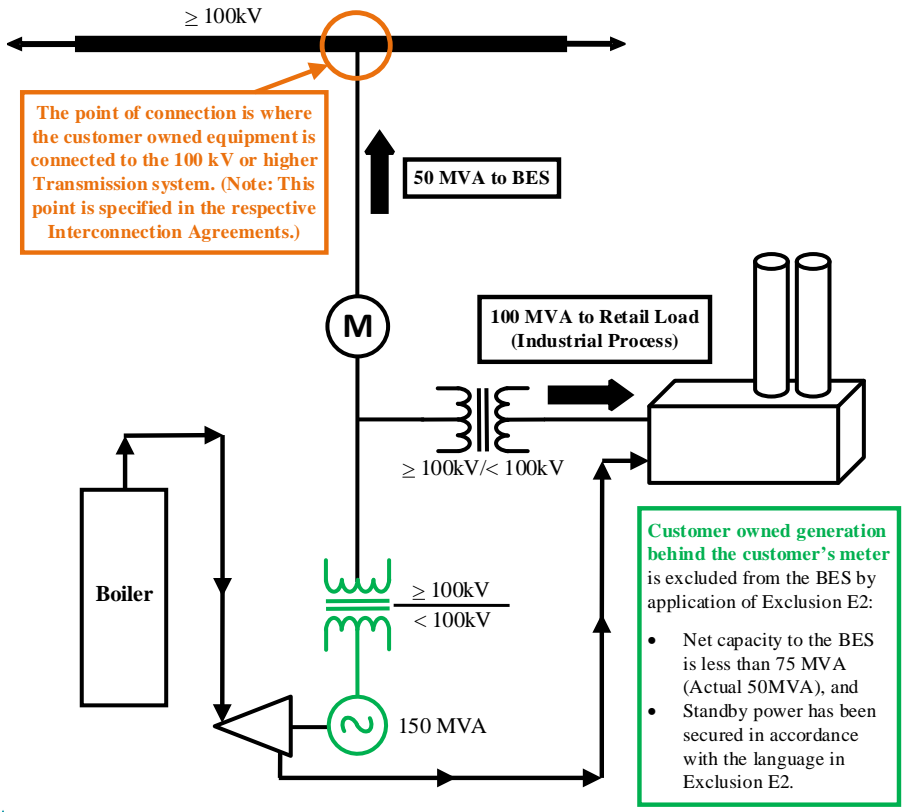 ≥ 100kV
The point of connection is where
the customer owned equipment is
connected to the 100 kV or higher
Transmission system. (Note: This
point is specified in the respective
Interconnection Agreements.)
50 MVA to BES
M
100 MVA to Retail Load
(Industrial Process)
≥ 100kV/< 100kV
Boiler
≥ 100kV
< 100kV
150 MVA
Customer owned generation
behind the customer’s meter
is excluded from the BES by
application of Exclusion E2:
• Net capacity to the BES
is less than 75 MVA
(Actual 50MVA), and
• Standby power has been
secured in accordance
with the language in
Exclusion E2.